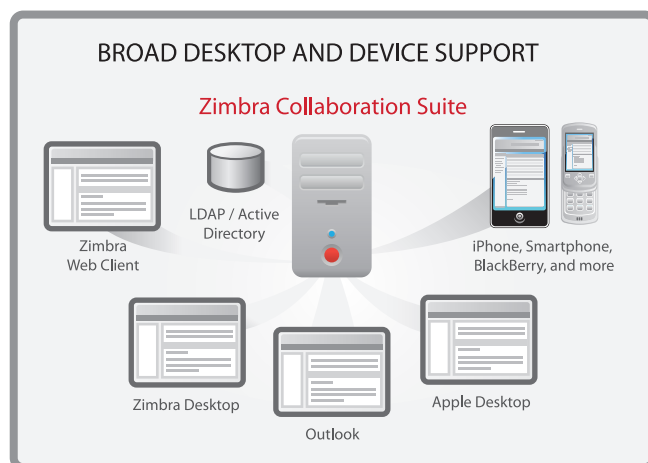 BROAD DESKTOP AND DEVICE SUPPORT
Zimbra Collaboration Suite
LDAP / Active
Directory
Zimbra
Web Client
iPhone, Smartphone,
BlackBerry, and more
Zimbra Desktop
Outlook
Apple Desktop